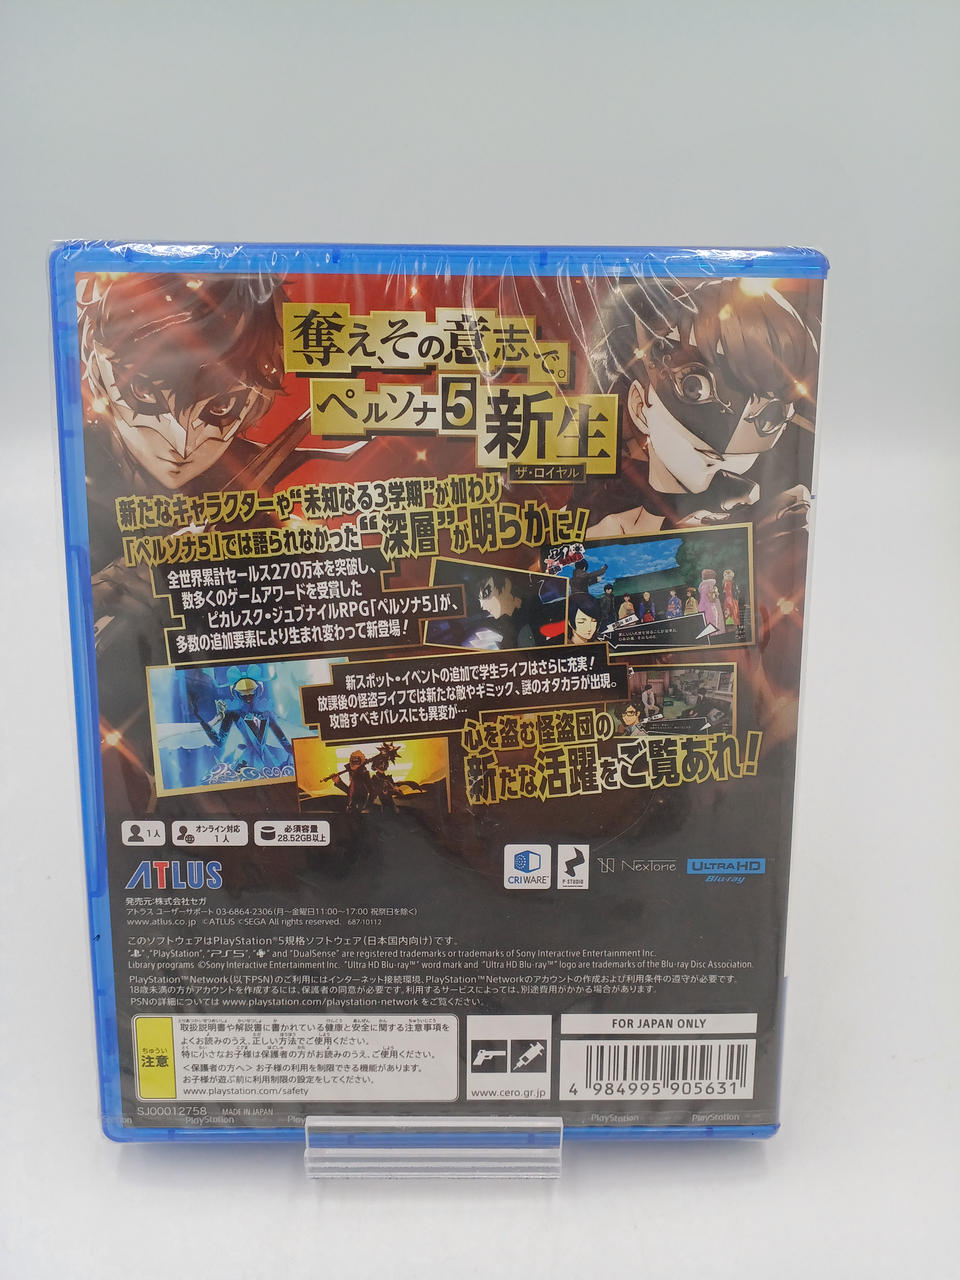 奪え、その意志で。
ペルソナ5 新生
ザ・ロイヤル
新たなキャラクターや“未知なる3学期”が加わり
「ペルソナ5」では語られなかった“深層”が明らかに!
全世界累計セールス270万本を突破し、
数多くのゲームアワードを受賞した
ピカレスク・ジュブナイルRPG「ペルソナ5」が、
多数の追加要素により生まれ変わって新登場!
新スポット・イベントの追加で学生ライフはさらに充実!
放課後の怪盗ライフでは新たな敵やギミック、謎のオタカラが出現。
攻略すべきパレスにも異変が…
心を盗む怪盗団の
新たな活躍をご覧あれ!
1人
オンライン対応
1人
必須容量
28.52GB以上
ATLUS
CRIWARE
P-STUDIO
NexTone
ULTRA HD
Blu-ray
発売元:株式会社セガ
アトラス ユーザーサポート 03-6864-2306(月～金曜日11:00～17:00 祝祭日を除く)
www.atlus.co.jp ©ATLUS ©SEGA All rights reserved. 687-10112
このソフトウェアはPlayStation®5規格ソフトウェア(日本国内向け)です。
"PlayStation", "PS5", and "DualSense" are registered trademarks or trademarks of Sony Interactive Entertainment Inc.
Library programs ©Sony Interactive Entertainment Inc. "Ultra HD Blu-ray™" word mark and "Ultra HD Blu-ray™" logo are trademarks of the Blu-ray Disc Association.
PlayStation™Network(以下PSN)のご利用にはインターネット接続環境、PlayStation™Networkのアカウントの作成および利用条件の遵守が必要です。
18歳未満の方がアカウントを作成するには、保護者の同意が必要です。利用するサービスによっては、別途費用がかかる場合があります。
PSNの詳細については www.playstation.com/playstation-network をご覧ください。
ちゅうい
注意
取扱説明書や解説書に書かれている健康と安全に関する注意事項を
よくお読みのうえ、正しい方法でご使用ください。
特に小さなお子様は保護者の方がお読みのうえ、ご使用ください。
<保護者の方へ> お子様の利用を制限できる機能があります。
お子様が遊ぶ前に利用制限の設定をしてください。
www.playstation.com/safety
www.cero.gr.jp
FOR JAPAN ONLY
4 984995 905631
SJ00012758 MADE IN JAPAN
PlayStation
PlayStation
PlayStation